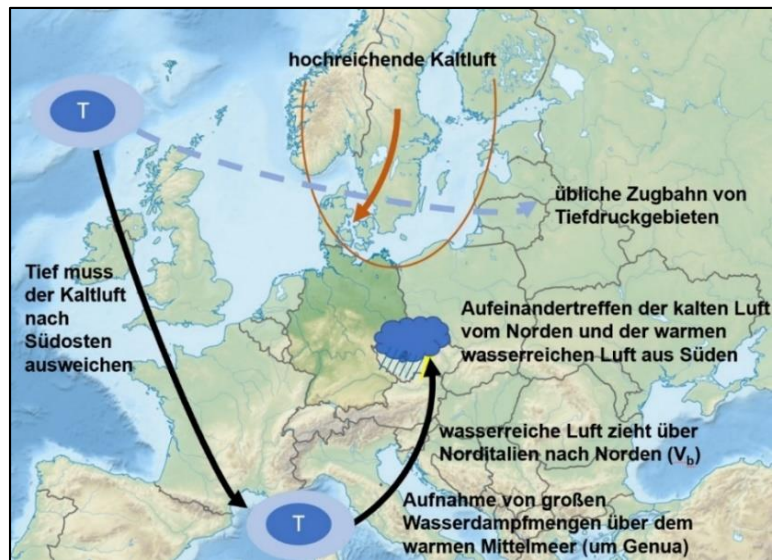 hochreichende Kaltluft
T
übliche Zugbahn von
Tiefdruckgebieten
Tief muss
der Kaltluft
nach
Südosten
ausweichen
Aufeinandertreffen der kalten Luft
vom Norden und der warmen
wasserreichen Luft aus Süden
wasserreiche Luft zieht über
Norditalien nach Norden (Vb)
Aufnahme von großen
Wasserdampfmengen über dem
warmen Mittelmeer (um Genua)
T